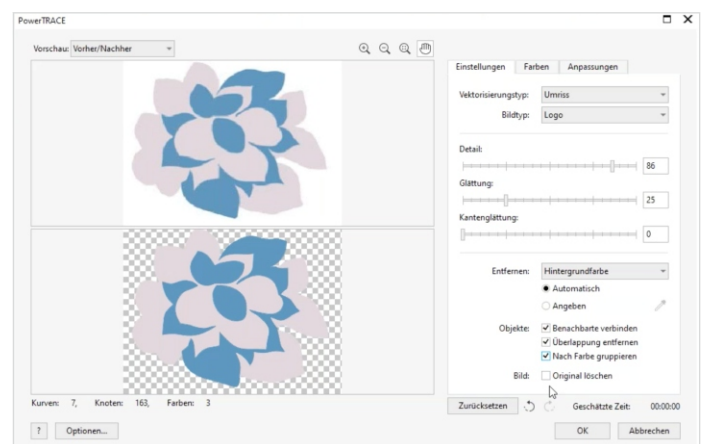 PowerTRACE
Vorschau: Vorher/Nachher
Einstellungen Farben Anpassungen
Vektorisierungstyp: Umriss
Bildtyp: Logo
Detail:
86
Glättung:
25
Kantenglättung:
0
Entfernen: Hintergrundfarbe
Automatisch
Angeben
Objekte: Benachbarte verbinden
Überlappung entfernen
Nach Farbe gruppieren
Bild: Original löschen
Kurven: 7, Knoten: 163, Farben: 3
Zurücksetzen Geschätzte Zeit: 00:00:00
? Optionen... OK Abbrechen